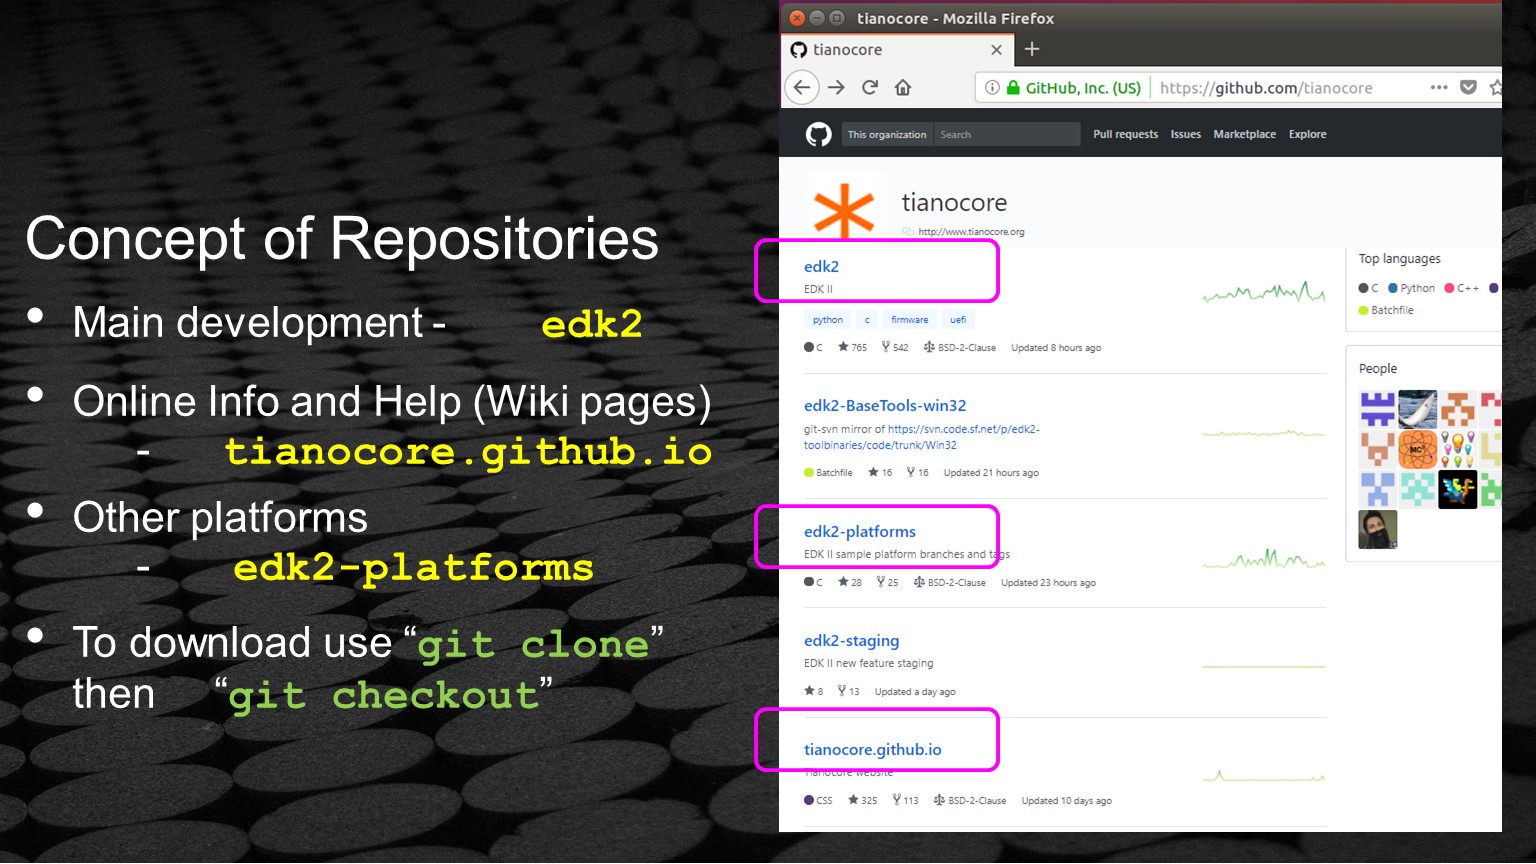 Concept of Repositories
• Main development - edk2
• Online Info and Help (Wiki pages)
- tianocore.github.io
• Other platforms
- edk2-platforms
• To download use “git clone”
then “git checkout”
tianocore - Mozilla Firefox
tianocore
GitHub, Inc. (US) https://github.com/tianocore
This organization Search Pull requests Issues Marketplace Explore
tianocore
http://www.tianocore.org
edk2
EDK II
python c firmware uefi
C 765 542 BSD-2-Clause Updated 8 hours ago
edk2-BaseTools-win32
git-svn mirror of https://svn.code.sf.net/p/edk2-
toolbinaries/code/trunk/Win32
Batchfile 16 16 Updated 21 hours ago
edk2-platforms
EDK II sample platform branches and tags
C 28 25 BSD-2-Clause Updated 23 hours ago
edk2-staging
EDK II new feature staging
8 13 Updated a day ago
tianocore.github.io
Tianocore website
CSS 325 113 BSD-2-Clause Updated 10 days ago
Top languages
C Python C++
Batchfile
People
MC